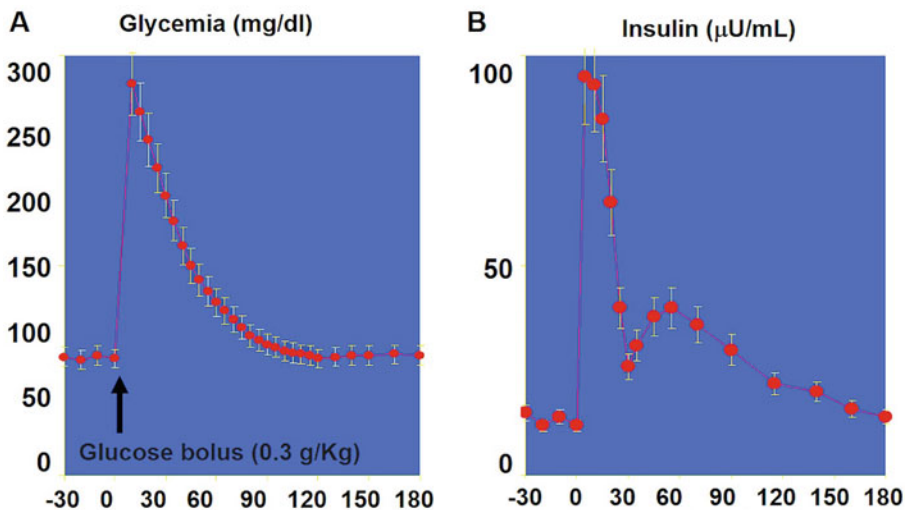 A
Glycemia (mg/dl)
300
250
200
150
100
50
0
Glucose bolus (0.3 g/Kg)
-30 0 30 60 90 120 150 180
B
Insulin (μU/mL)
100
50
0
-30 0 30 60 90 120 150 180